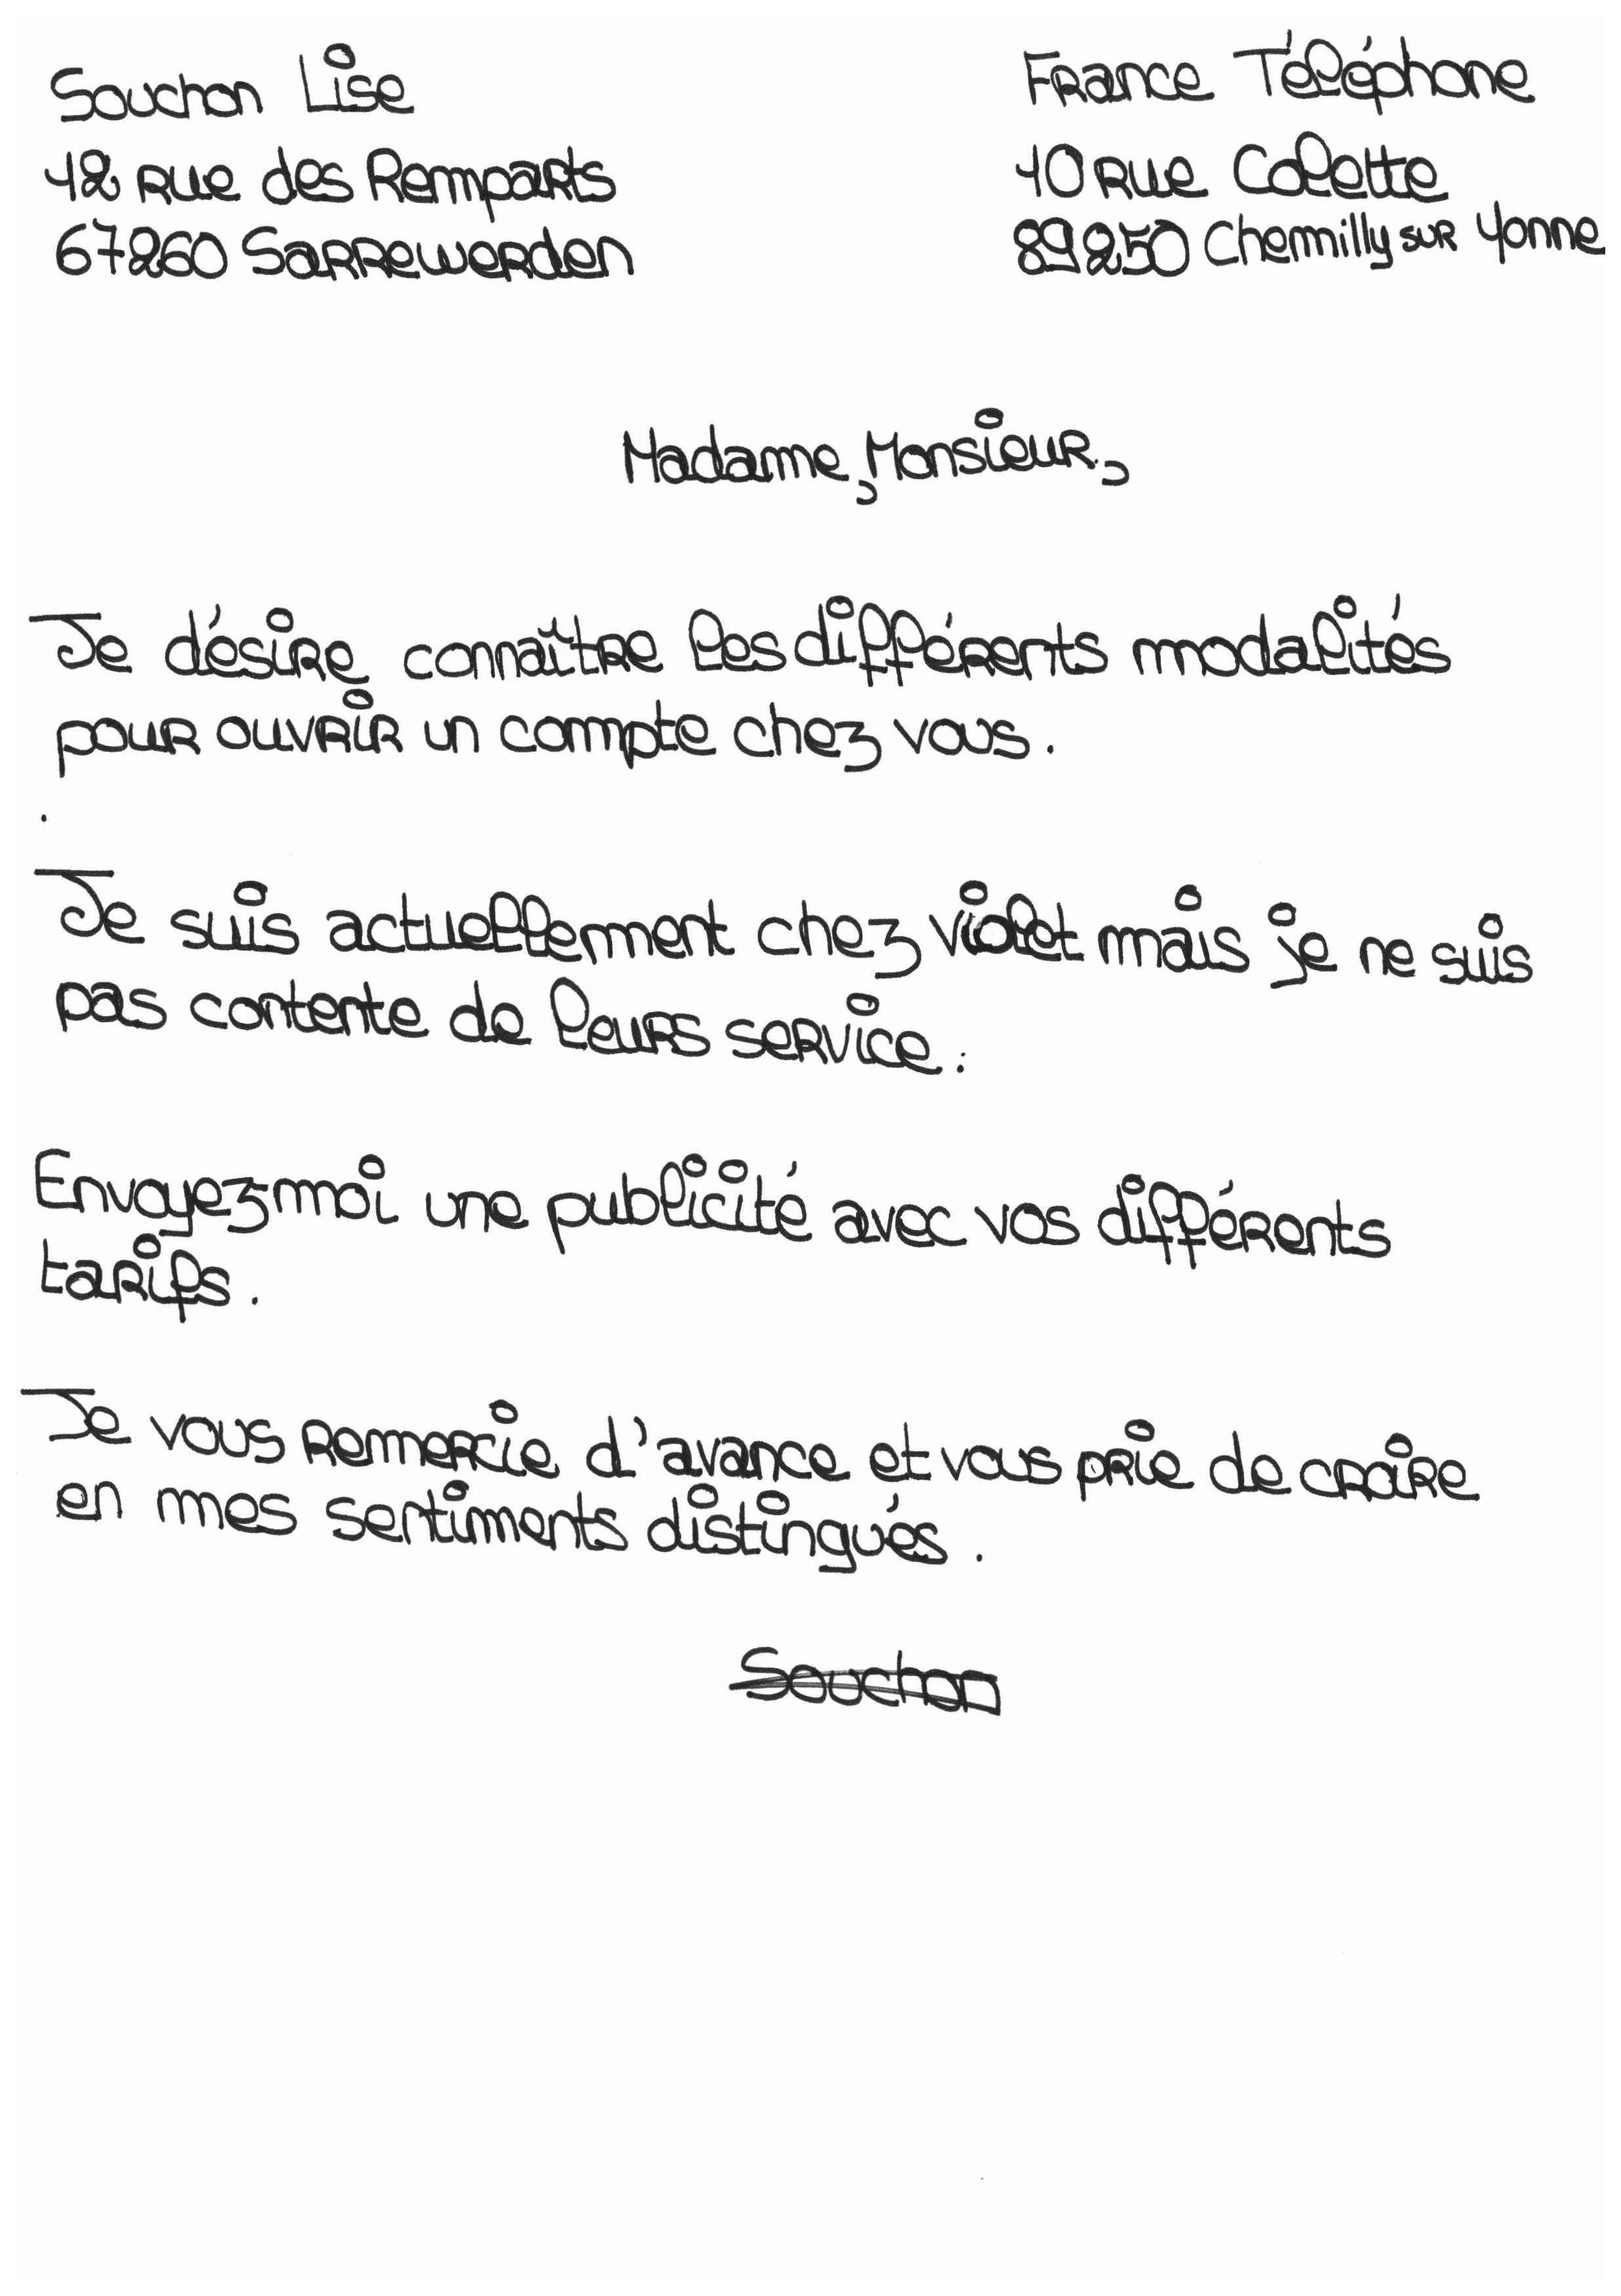 Souchon Lise
12 rue des Remparts
67260 Sarrewerden
France Téléphone
10 rue Colette
89250 Chemilly sur Yonne
Madame, Monsieur,
Je désire connaître les différents modalités
pour ouvrir un compte chez vous.
Je suis actuellement chez violet mais je ne suis
pas contente de leurs service.
Envoyez-moi une publicité avec vos différents
tarifs.
Je vous remercie d'avance et vous prie de croire
en mes sentiments distingués.
Souchon